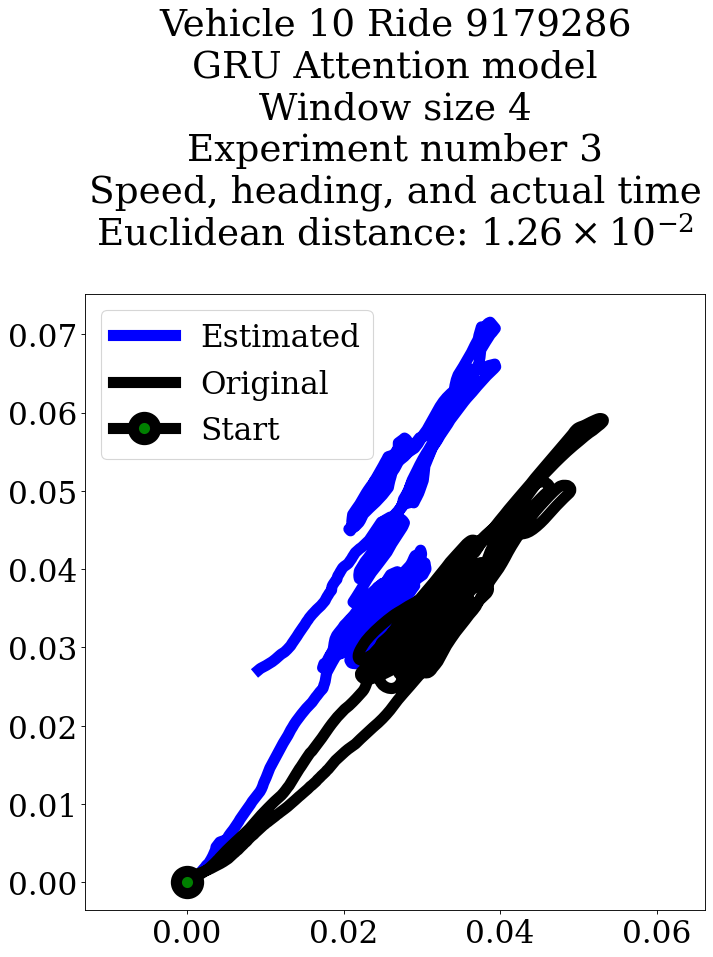 Vehicle 10 Ride 9179286
GRU Attention model
Window size 4
Experiment number 3
Speed, heading, and actual time
Euclidean distance: 1.26 × 10⁻²
Estimated
Original
Start
0.07
0.06
0.05
0.04
0.03
0.02
0.01
0.00
0.00 0.02 0.04 0.06